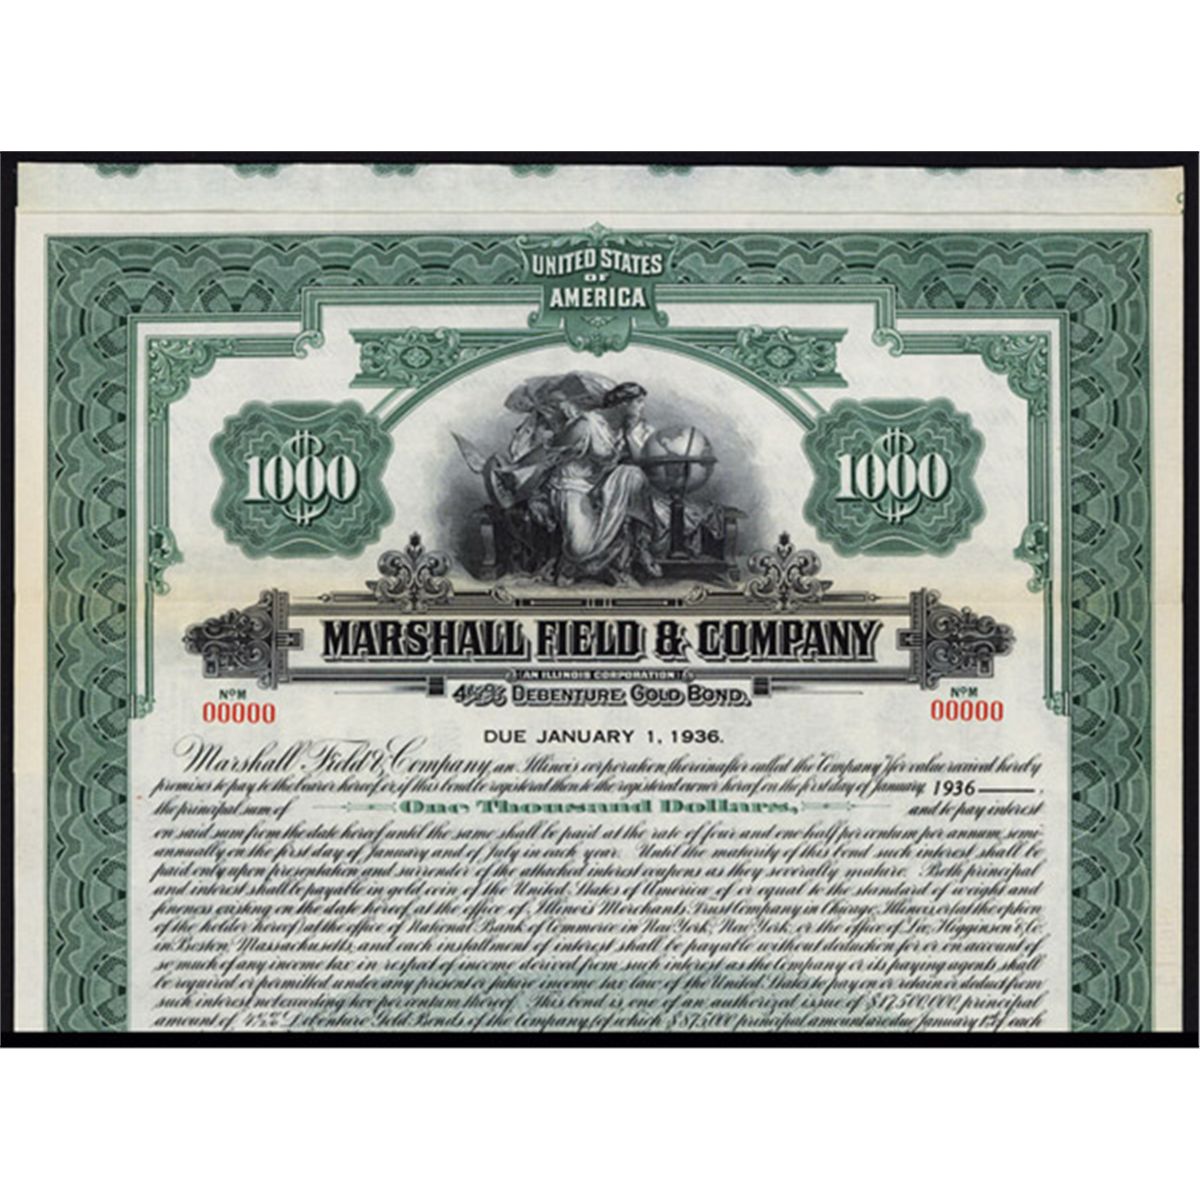 UNITED STATES
OF
AMERICA
1000
1000
MARSHALL FIELD & COMPANY
AN ILLINOIS CORPORATION
4½% DEBENTURE GOLD BOND.
NOM
00000
NOM
00000
DUE JANUARY 1, 1936.
Marshall Field & Company, an Illinois corporation, (hereinafter called the Company) for value received hereby
promises to pay to the bearer hereof, or, if this bond be registered then to the registered owner hereof on the first day of January, 1936
the principal sum of One Thousand Dollars, and to pay interest
on said sum from the date hereof until the same shall be paid at the rate of four and one half per centum per annum, semi-
annually on the first day of January and of July in each year. Until the maturity of this bond such interest shall be
paid only upon presentation and surrender of the attached interest coupons as they severally mature. Both principal
and interest shall be payable in gold coin of the United States of America of or equal to the standard of weight and
fineness existing on the date hereof, at the office of Illinois Merchants Trust Company in Chicago, Illinois, or (at the option
of the holder hereof) at the office of National Bank of Commerce in New York, New York, or the office of Lee, Higginson & Co.
in Boston, Massachusetts, and each installment of interest shall be payable without deduction for or on account of
so much of any income tax in respect of income derived from such interest as the Company or its paying agents shall
be required or permitted under any present or future income tax law of the United States to pay on or retain or deduct from
such interest not exceeding two per centum thereof. This bond is one of an authorized issue of $17,500,000, principal
amount of 4½% Debenture Gold Bonds of the Company, (of which $875,000 principal amount are due January 1st of each